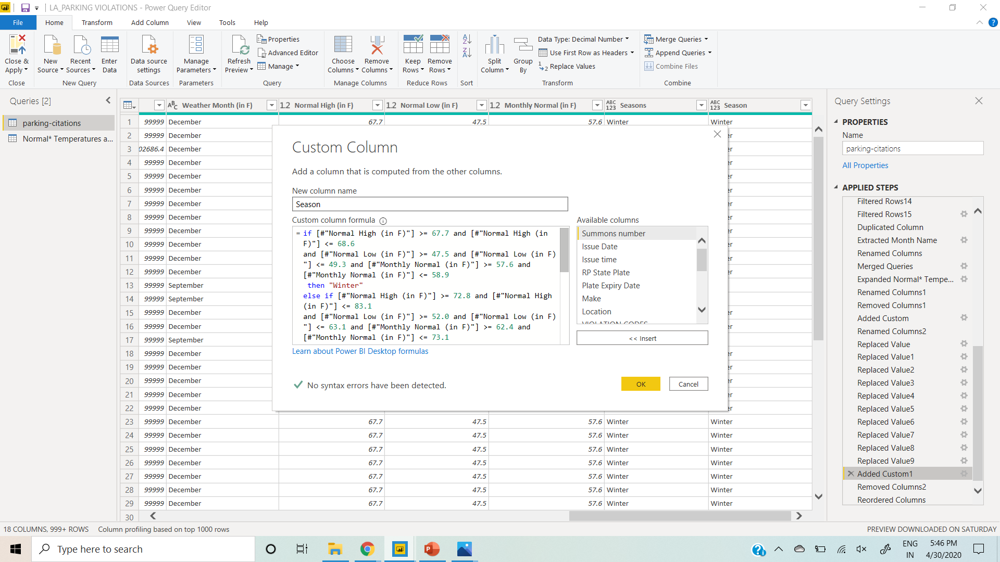 LA_PARKING VIOLATIONS - Power Query Editor
File Home Transform Add Column View Tools Help
Close & Apply
New Source
Recent Sources
Enter Data
Data source settings
Manage Parameters
Refresh Preview
Properties
Advanced Editor
Manage
Choose Columns
Remove Columns
Keep Rows
Remove Rows
Split Column
Group By
Data Type: Decimal Number
Use First Row as Headers
Replace Values
Merge Queries
Append Queries
Combine Files
Close New Query Data Sources Parameters Query Manage Columns Reduce Rows Sort Transform Combine
Queries [2]
parking-citations
Normal* Temperatures a...
Weather Month (in F) 1.2 Normal High (in F) 1.2 Normal Low (in F) 1.2 Monthly Normal (in F) ABC 123 Seasons ABC 123 Season
1 99999 December 67.7 47.5 57.6 Winter Winter
2 99999 December er
3 02686.4 December er
4 99999 December er
5 99999 December er
6 99999 December er
7 99999 December er
8 99999 December er
9 99999 December er
10 99999 December er
11 99999 December er
12 99999 December er
13 99999 September
14 99999 September
15 99999 December er
16 99999 December er
17 99999 September
18 99999 December er
19 99999 December er
20 99999 December er
21 99999 December er
22 99999 December er
23 99999 December 67.7 47.5 57.6 Winter Winter
24 99999 December 67.7 47.5 57.6 Winter Winter
25 99999 December 67.7 47.5 57.6 Winter Winter
26 99999 December 67.7 47.5 57.6 Winter Winter
27 99999 December 67.7 47.5 57.6 Winter Winter
28 99999 December 67.7 47.5 57.6 Winter Winter
29 99999 December 67.7 47.5 57.6 Winter Winter
30
Custom Column
Add a column that is computed from the other columns.
New column name
Season
Custom column formula
= if [#"Normal High (in F)"] >= 67.7 and [#"Normal High (in
F)"] <= 68.6
and [#"Normal Low (in F)"] >= 47.5 and [#"Normal Low (in F)
"] <= 49.3 and [#"Monthly Normal (in F)"] >= 57.6 and
[#"Monthly Normal (in F)"] <= 58.9
then "Winter"
else if [#"Normal High (in F)"] >= 72.8 and [#"Normal High
(in F)"] <= 83.1
and [#"Normal Low (in F)"] >= 52.0 and [#"Normal Low (in F)
"] <= 63.1 and [#"Monthly Normal (in F)"] >= 62.4 and
[#"Monthly Normal (in F)"] <= 73.1
Available columns
Summons number
Issue Date
Issue time
RP State Plate
Plate Expiry Date
Make
Location
VIOLATION CODES
<< Insert
Learn about Power BI Desktop formulas
No syntax errors have been detected.
OK
Cancel
Query Settings
PROPERTIES
Name
parking-citations
All Properties
APPLIED STEPS
Filtered Rows14
Filtered Rows15
Duplicated Column
Extracted Month Name
Renamed Columns
Merged Queries
Expanded Normal* Tempe...
Renamed Columns1
Removed Columns1
Added Custom
Renamed Columns2
Replaced Value
Replaced Value1
Replaced Value2
Replaced Value3
Replaced Value4
Replaced Value5
Replaced Value6
Replaced Value7
Replaced Value8
Replaced Value9
Added Custom1
Removed Columns2
Reordered Columns
18 COLUMNS, 999+ ROWS Column profiling based on top 1000 rows
PREVIEW DOWNLOADED ON SATURDAY
Type here to search
ENG
IN
5:46 PM
4/30/2020